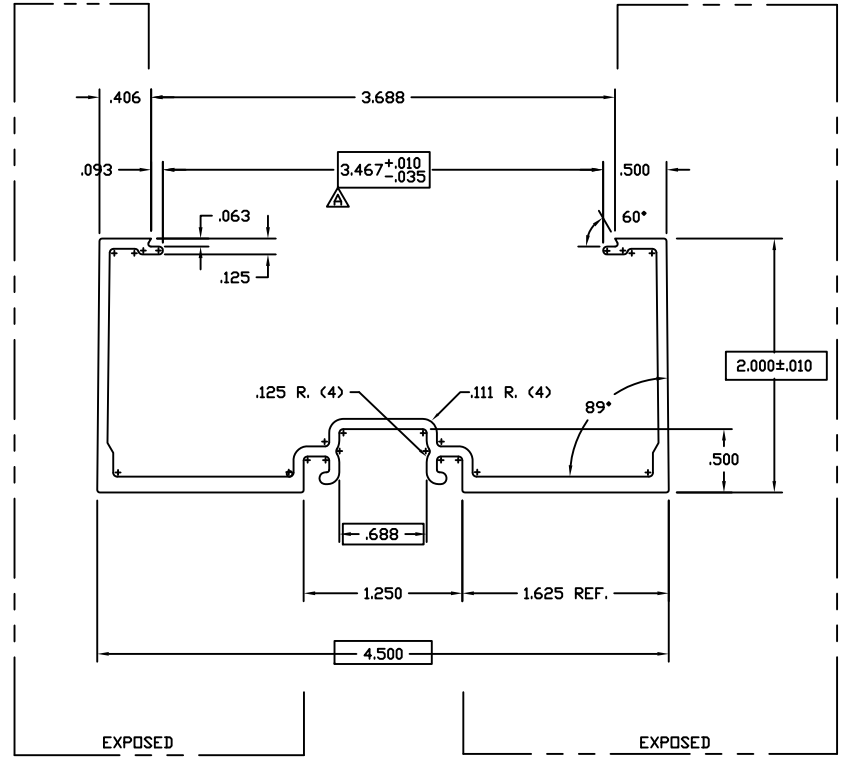 .406
3.688
.093
3.467 +.010
-.035
.500
A
.063
60°
.125
2.000±.010
.125 R. (4)
.111 R. (4)
89°
.500
.688
1.250
1.625 REF.
4.500
EXPOSED
EXPOSED